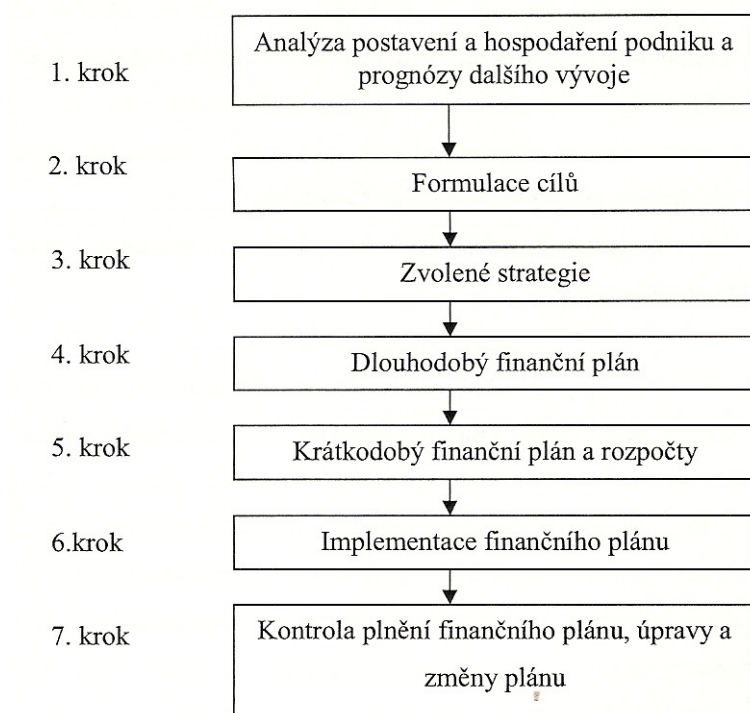 1. krok
Analýza postavení a hospodaření podniku a
prognózy dalšího vývoje
2. krok
Formulace cílů
3. krok
Zvolené strategie
4. krok
Dlouhodobý finanční plán
5. krok
Krátkodobý finanční plán a rozpočty
6.krok
Implementace finančního plánu
7. krok
Kontrola plnění finančního plánu, úpravy a
změny plánu